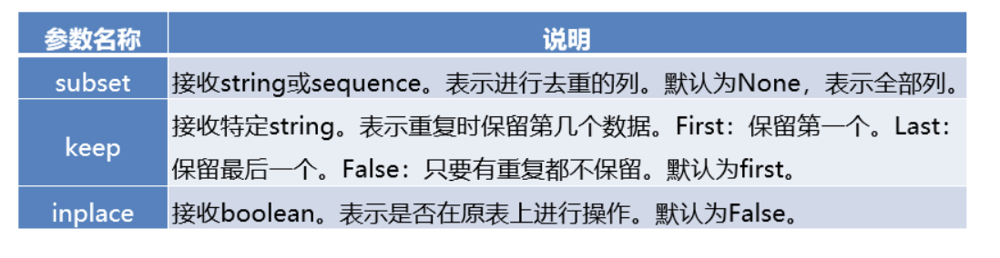 参数名称 说明
subset 接收string或sequence。表示进行去重的列。默认为None，表示全部列。
接收特定string。表示重复时保留第几个数据。First：保留第一个。Last：
keep
保留最后一个。False：只要有重复都不保留。默认为first。
inplace 接收boolean。表示是否在原表上进行操作。默认为False。